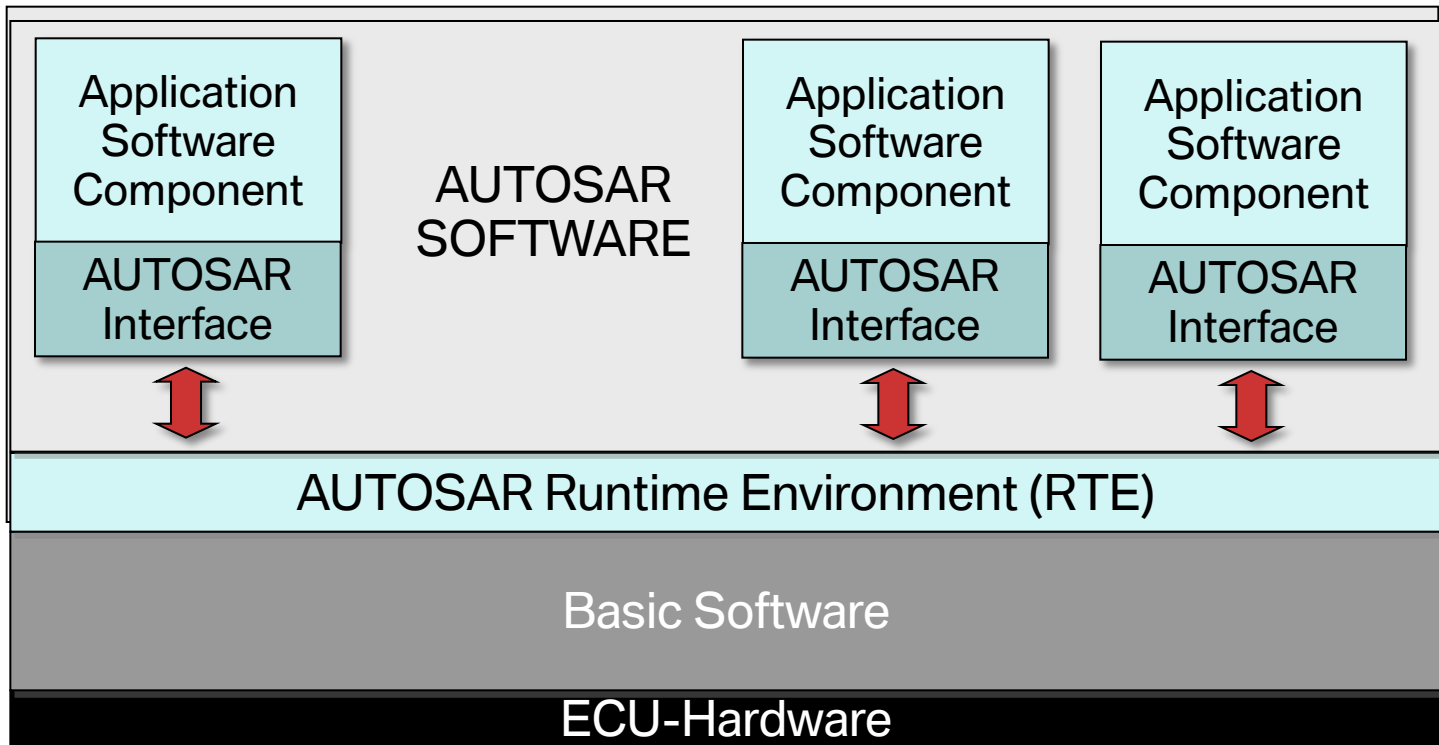 Application
Software
Component
AUTOSAR
Interface
AUTOSAR
SOFTWARE
Application
Software
Component
AUTOSAR
Interface
Application
Software
Component
AUTOSAR
Interface
AUTOSAR Runtime Environment (RTE)
Basic Software
ECU-Hardware